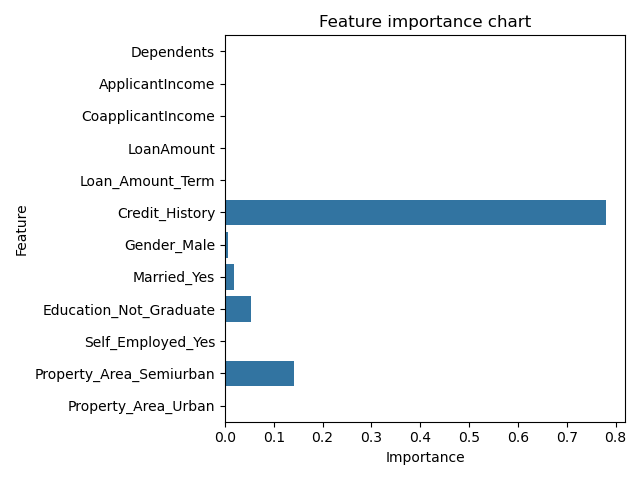 Feature importance chart
Dependents
ApplicantIncome
CoapplicantIncome
LoanAmount
Loan_Amount_Term
Credit_History
Gender_Male
Married_Yes
Education_Not_Graduate
Self_Employed_Yes
Property_Area_Semiurban
Property_Area_Urban
Feature
0.0 0.1 0.2 0.3 0.4 0.5 0.6 0.7 0.8
Importance